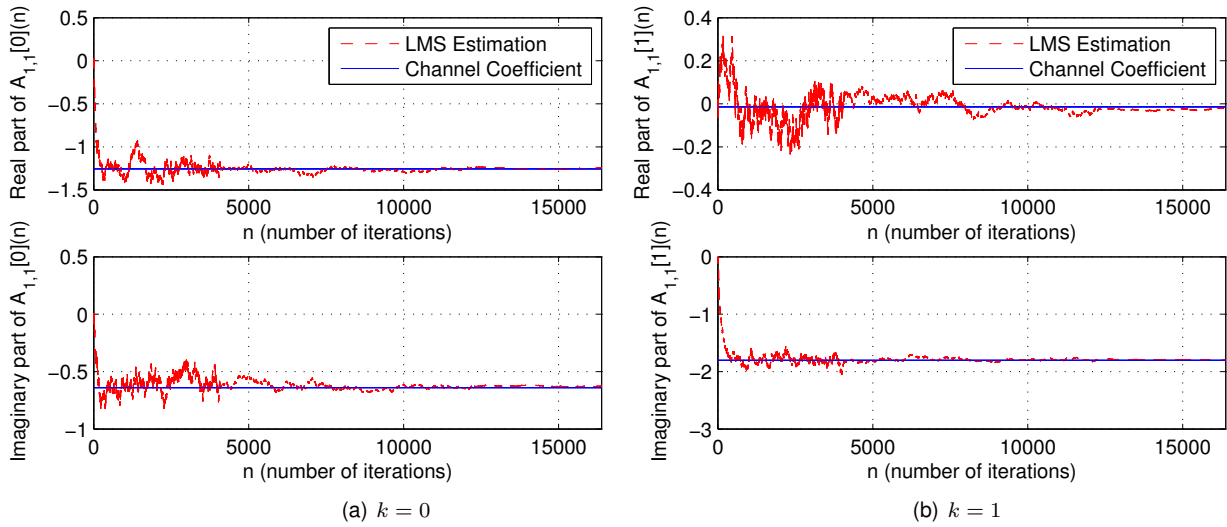 Real part of A1,1[0](n)
0.5
0
−0.5
−1
−1.5
LMS Estimation
Channel Coefficient
0
5000
10000
15000
n (number of iterations)
Imaginary part of A1,1[0](n)
0.5
0
−0.5
−1
0
5000
10000
15000
n (number of iterations)
(a) k = 0
Real part of A1,1[1](n)
0.4
0.2
0
−0.2
−0.4
LMS Estimation
Channel Coefficient
0
5000
10000
15000
n (number of iterations)
Imaginary part of A1,1[1](n)
0
−1
−2
−3
0
5000
10000
15000
n (number of iterations)
(b) k = 1